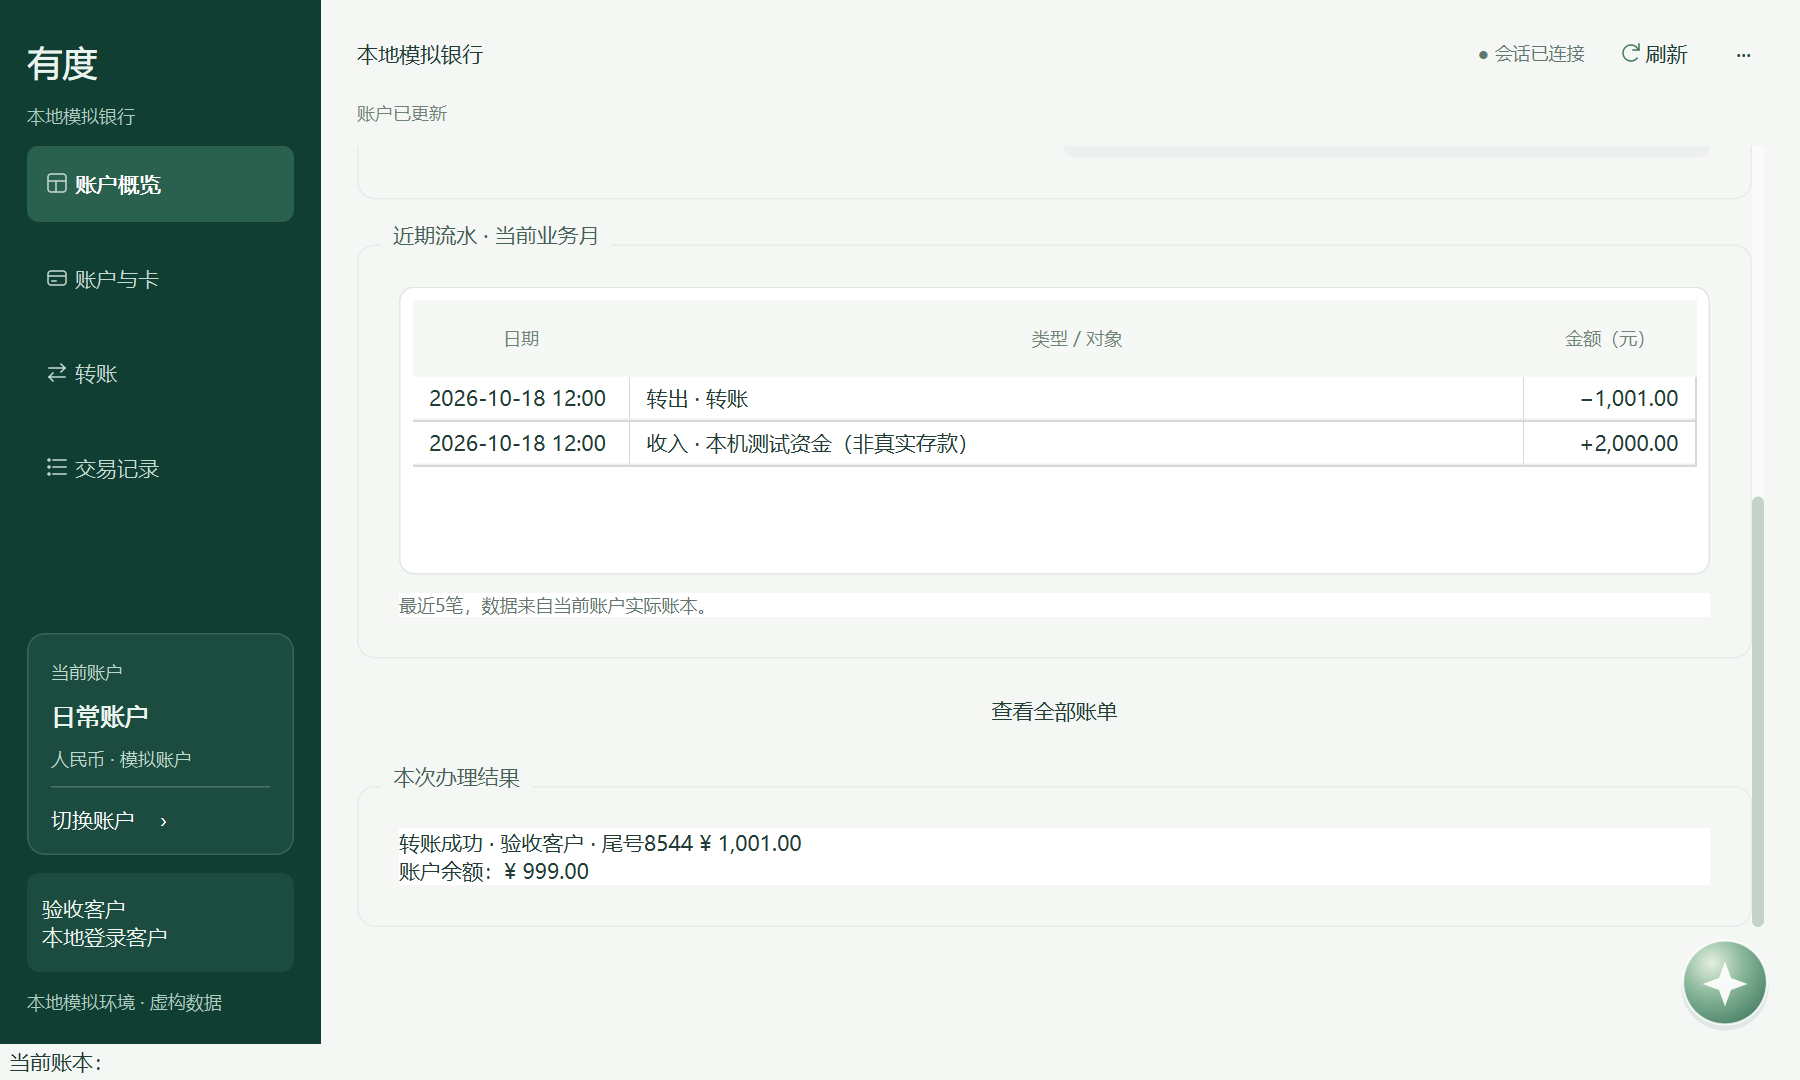 有度
本地模拟银行
账户概览
账户与卡
转账
交易记录
当前账户
日常账户
人民币 · 模拟账户
切换账户 ›
验收客户
本地登录客户
本地模拟环境 · 虚构数据
当前账本：
本地模拟银行
● 会话已连接
刷新
···
账户已更新
近期流水 · 当前业务月
日期 类型 / 对象 金额（元）
2026-10-18 12:00 转出 · 转账 −1,001.00
2026-10-18 12:00 收入 · 本机测试资金（非真实存款） +2,000.00
最近5笔，数据来自当前账户实际账本。
查看全部账单
本次办理结果
转账成功 · 验收客户 · 尾号8544 ¥ 1,001.00
账户余额：¥ 999.00